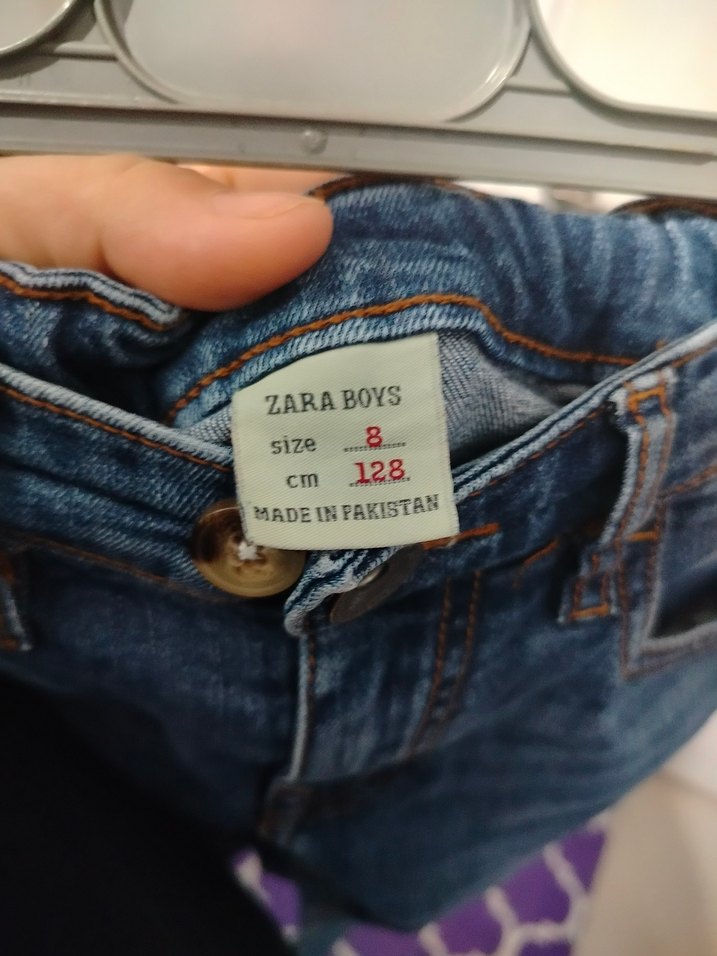 ZARA BOYS
size 8
cm 128
MADE IN PAKISTAN